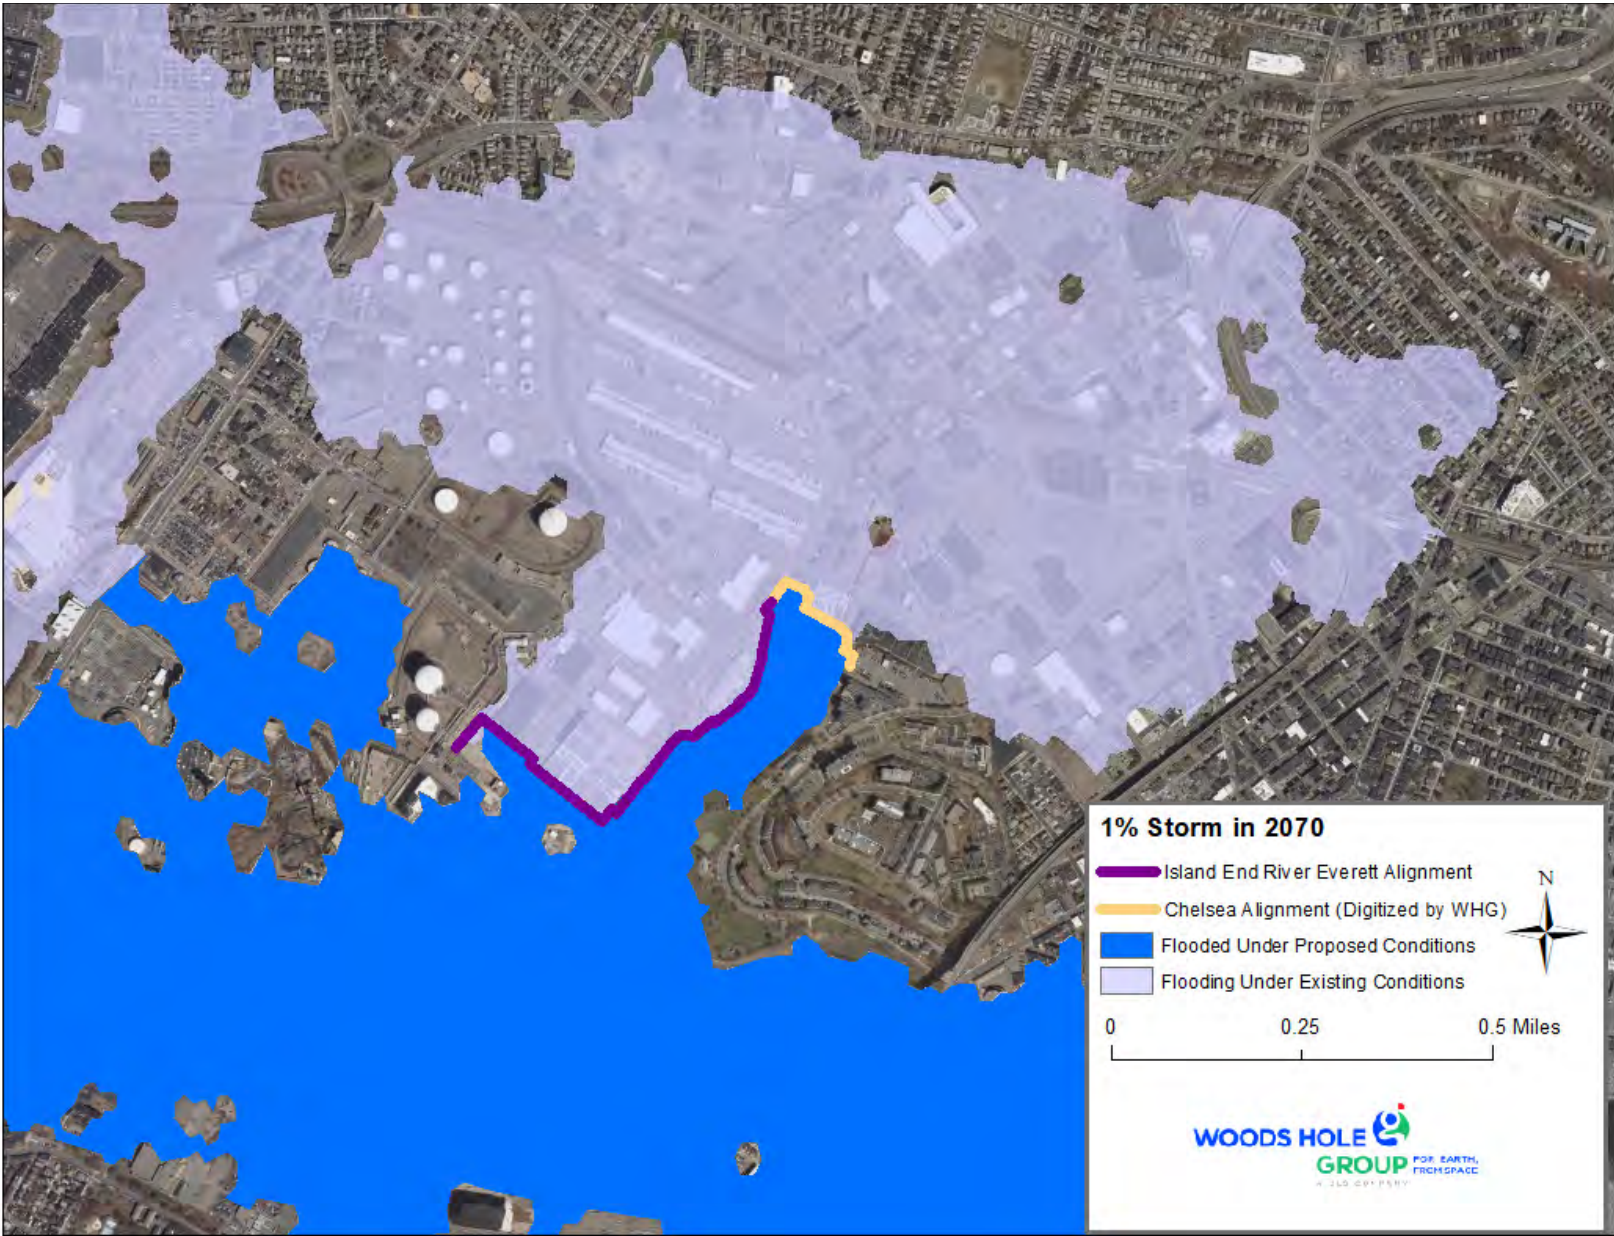 1% Storm in 2070
Island End River Everett Alignment
N
Chelsea Alignment (Digitized by WHG)
Flooded Under Proposed Conditions
Flooding Under Existing Conditions
0 0.25 0.5 Miles
WOODS HOLE
GROUP
FOR EARTH,
FROM SPACE